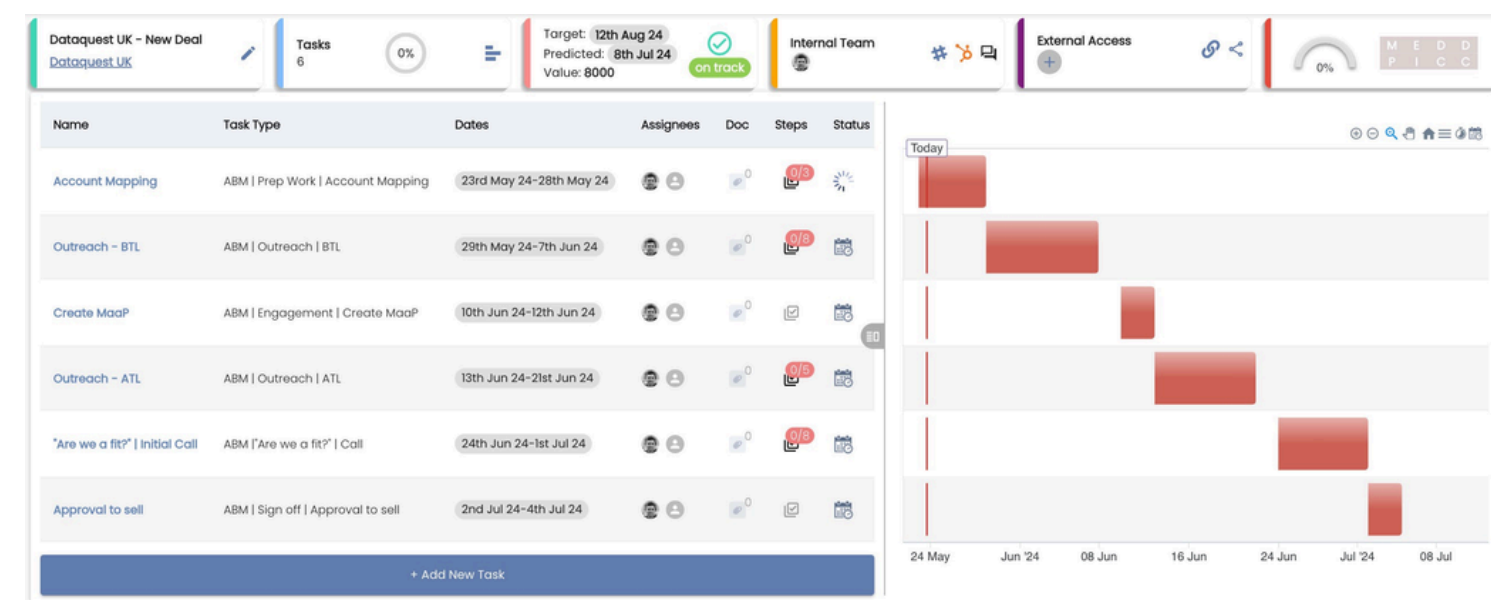 Dataquest UK - New Deal
Dataquest UK
Tasks
6
0%
Target: 12th Aug 24
Predicted: 8th Jul 24
Value: 8000
on track
Internal Team
External Access
0%
M E D D
P I C C
Name Task Type Dates Assignees Doc Steps Status
Account Mapping ABM | Prep Work | Account Mapping 23rd May 24-28th May 24 0 0/3
Outreach - BTL ABM | Outreach | BTL 29th May 24-7th Jun 24 0 0/8
Create MaaP ABM | Engagement | Create MaaP 10th Jun 24-12th Jun 24 0
Outreach - ATL ABM | Outreach | ATL 13th Jun 24-21st Jun 24 0 0/5
"Are we a fit?" | Initial Call ABM |"Are we a fit?" | Call 24th Jun 24-1st Jul 24 0 0/8
Approval to sell ABM | Sign off | Approval to sell 2nd Jul 24-4th Jul 24 0
+ Add New Task
Today
24 May Jun '24 08 Jun 16 Jun 24 Jun Jul '24 08 Jul